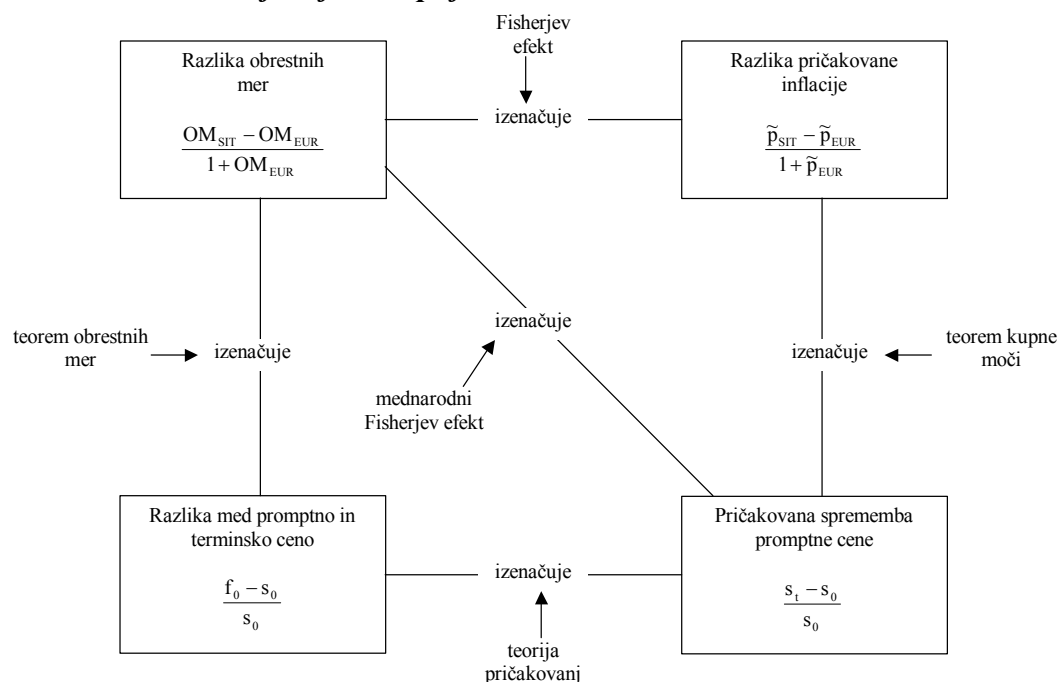 Fisherjev
efekt
Razlika obrestnih
mer
OM_SIT − OM_EUR
1 + OM_EUR
izenačuje
Razlika pričakovane
inflacije
p̃_SIT − p̃_EUR
1 + p̃_EUR
teorem obrestnih
mer
izenačuje
izenačuje
mednarodni
Fisherjev efekt
izenačuje
teorem kupne
moči
Razlika med promptno in
terminsko ceno
f_0 − s_0
s_0
izenačuje
teorija
pričakovanj
Pričakovana sprememba
promptne cene
s_t − s_0
s_0